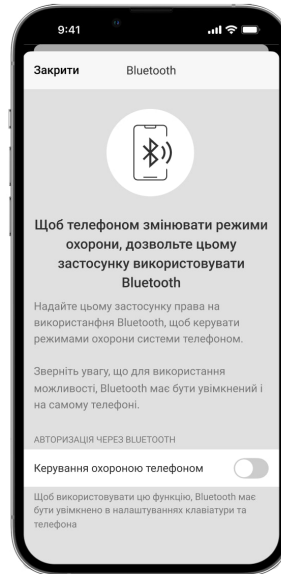 9:41
Закрити Bluetooth
Щоб телефоном змінювати режими
охорони, дозвольте цьому
застосунку використовувати
Bluetooth
Надайте цьому застосунку права на
використанфня Bluetooth, щоб керувати
режимами охорони системи телефоном.
Зверніть увагу, що для використання
можливості, Bluetooth має бути увімкнений і
на самому телефоні.
АВТОРИЗАЦІЯ ЧЕРЕЗ BLUETOOTH
Керування охороною телефоном
Щоб використовувати цю функцію, Bluetooth має
бути увімкнено в налаштуваннях клавіатури та
телефона